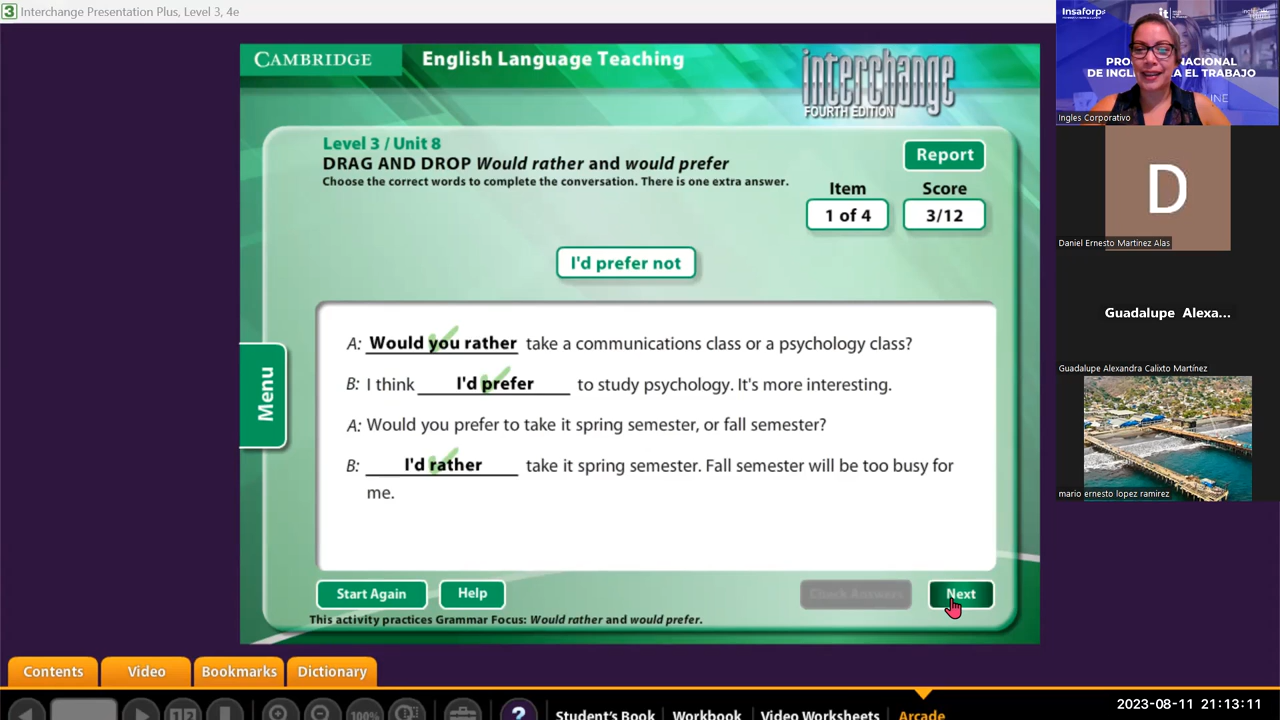 Interchange Presentation Plus, Level 3, 4e
CAMBRIDGE
English Language Teaching
interchange
FOURTH EDITION
Level 3 / Unit 8
DRAG AND DROP Would rather and would prefer
Choose the correct words to complete the conversation. There is one extra answer.
Report
Item
Score
1 of 4
3/12
I'd prefer not
A: Would you rather take a communications class or a psychology class?
B: I think I'd prefer to study psychology. It's more interesting.
A: Would you prefer to take it spring semester, or fall semester?
B: I'd rather take it spring semester. Fall semester will be too busy for
me.
Menu
Start Again
Help
Check Answers
Next
This activity practices Grammar Focus: Would rather and would prefer.
Contents
Video
Bookmarks
Dictionary
100%
?
Student's Book
Workbook
Video Worksheets
Arcade
Insaforp
it
Ingles Corporativo
D
Daniel Ernesto Martinez Alas
Guadalupe Alexa...
Guadalupe Alexandra Calixto Martínez
mario ernesto lopez ramirez
2023-08-11 21:13:11